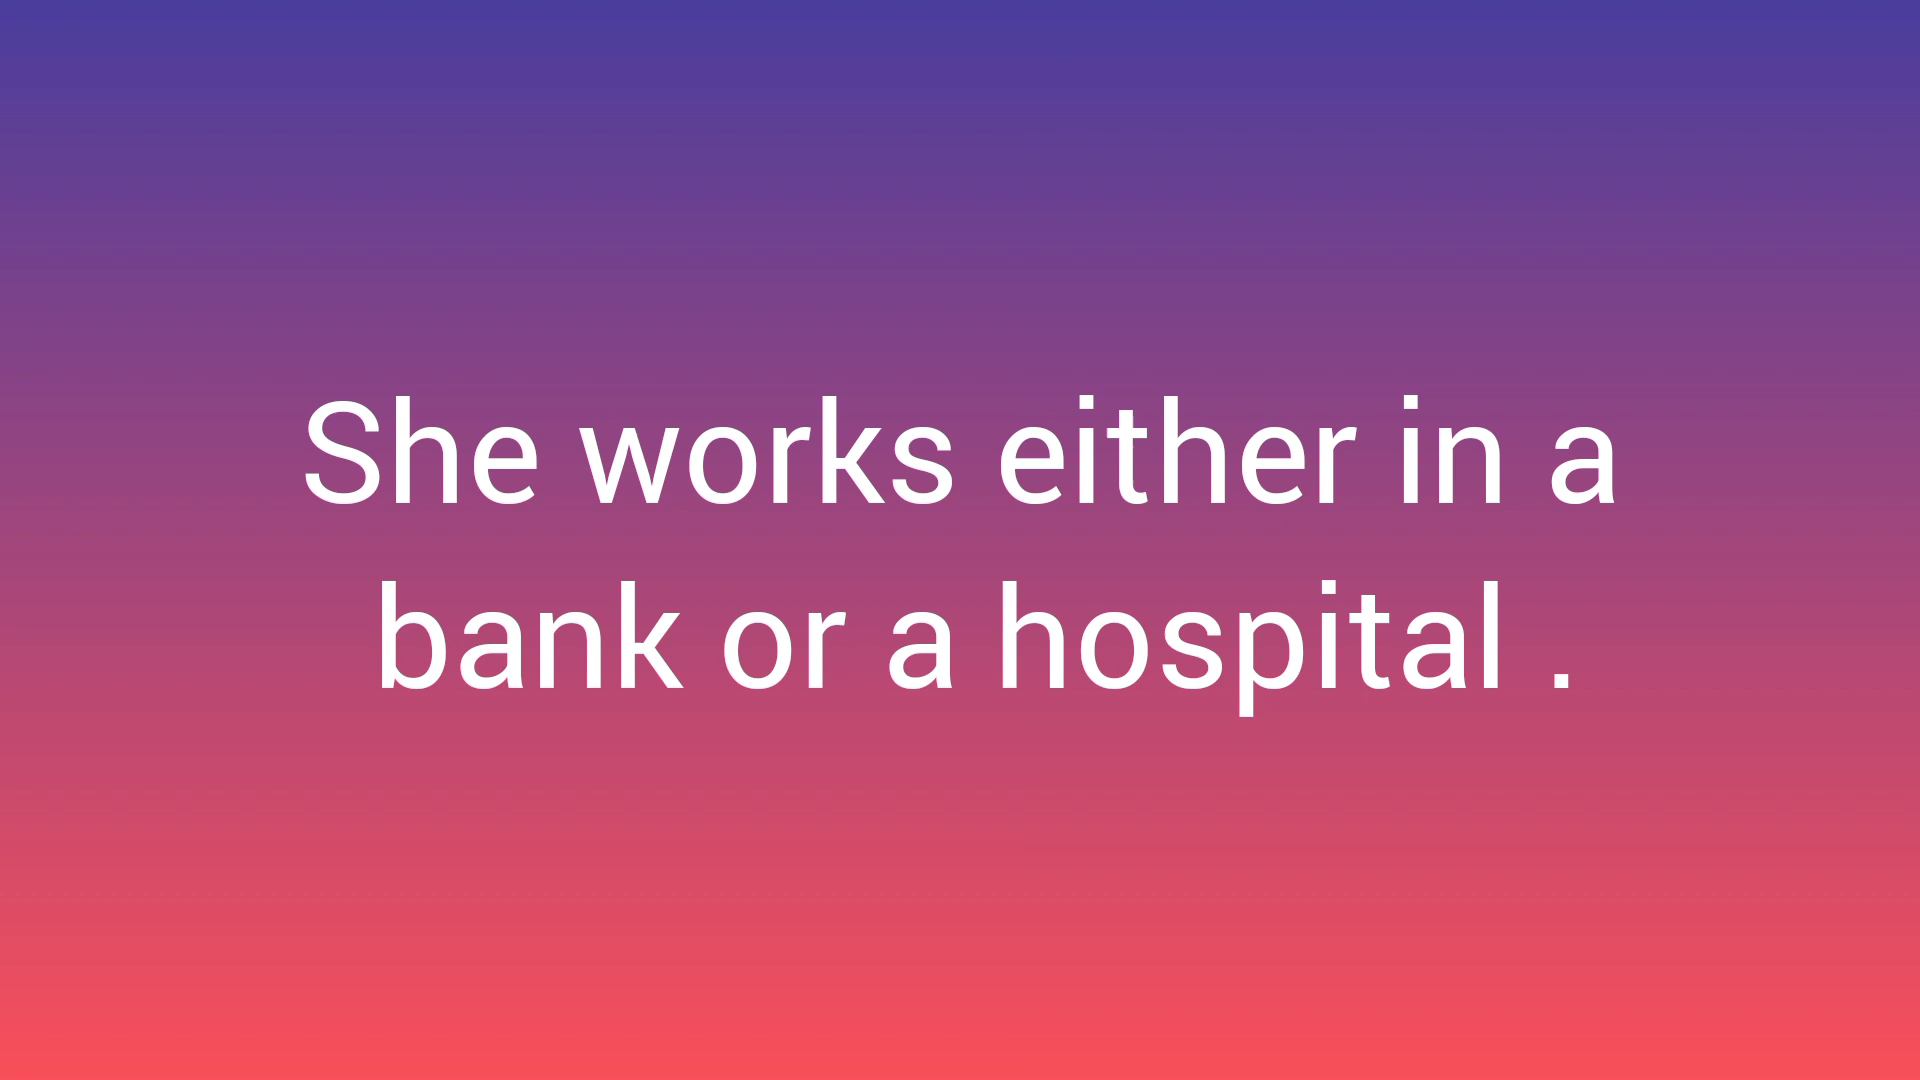 She works either in a
bank or a hospital .